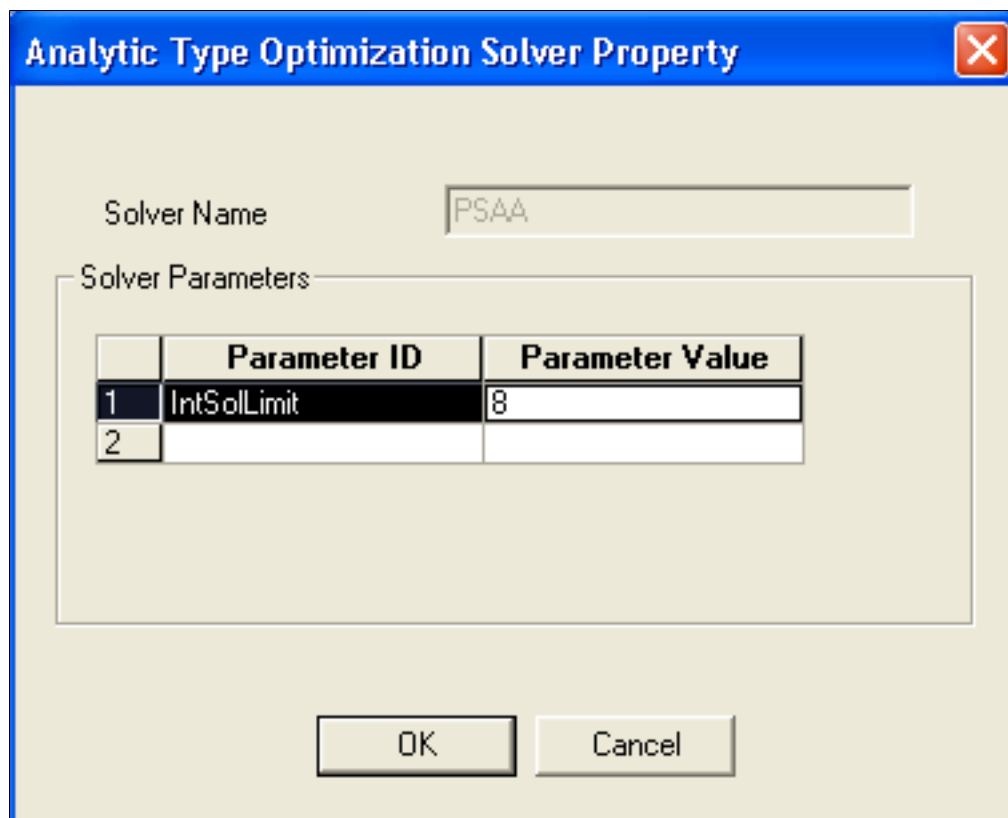 Analytic Type Optimization Solver Property
Solver Name PSAA
Solver Parameters
Parameter ID Parameter Value
1 IntSolLimit 8
2
OK Cancel